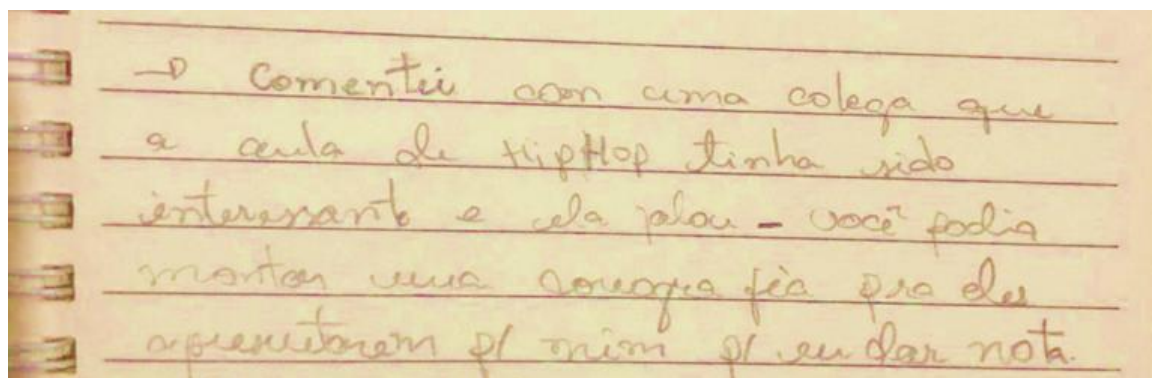 → Comentei com uma colega que
a aula de HipHop tinha sido
interessante e ela falou - você podia
montar uma coreografia pra eles
apresentarem p/ mim p/ eu dar nota.